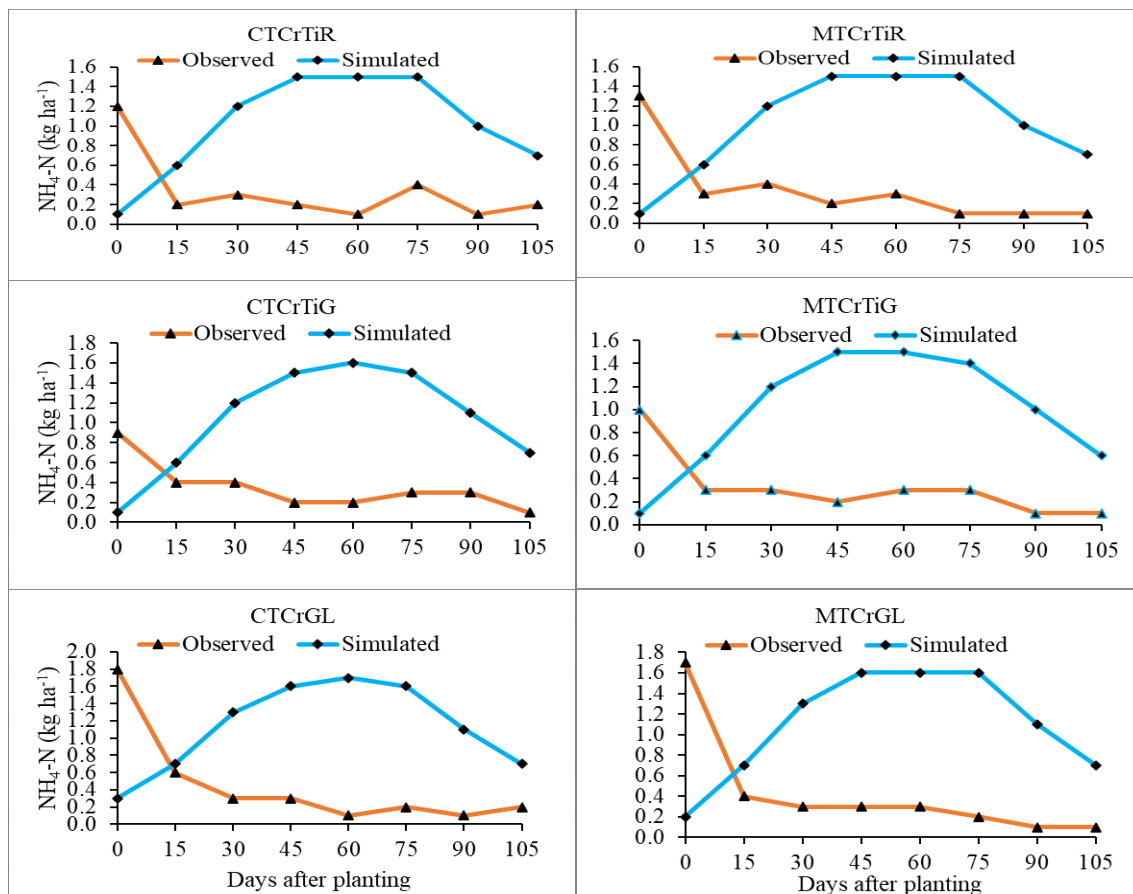 CTCrTiR
Observed Simulated
NH₄-N (kg ha⁻¹)
1.6
1.4
1.2
1.0
0.8
0.6
0.4
0.2
0.0
0 15 30 45 60 75 90 105
MTCrTiR
Observed Simulated
1.6
1.4
1.2
1.0
0.8
0.6
0.4
0.2
0.0
0 15 30 45 60 75 90 105
CTCrTiG
Observed Simulated
NH₄-N (kg ha⁻¹)
1.8
1.6
1.4
1.2
1.0
0.8
0.6
0.4
0.2
0.0
0 15 30 45 60 75 90 105
MTCrTiG
Observed Simulated
1.6
1.4
1.2
1.0
0.8
0.6
0.4
0.2
0.0
0 15 30 45 60 75 90 105
CTCrGL
Observed Simulated
NH₄-N (kg ha⁻¹)
2.0
1.8
1.6
1.4
1.2
1.0
0.8
0.6
0.4
0.2
0.0
0 15 30 45 60 75 90 105
Days after planting
MTCrGL
Observed Simulated
1.8
1.6
1.4
1.2
1.0
0.8
0.6
0.4
0.2
0.0
0 15 30 45 60 75 90 105
Days after planting